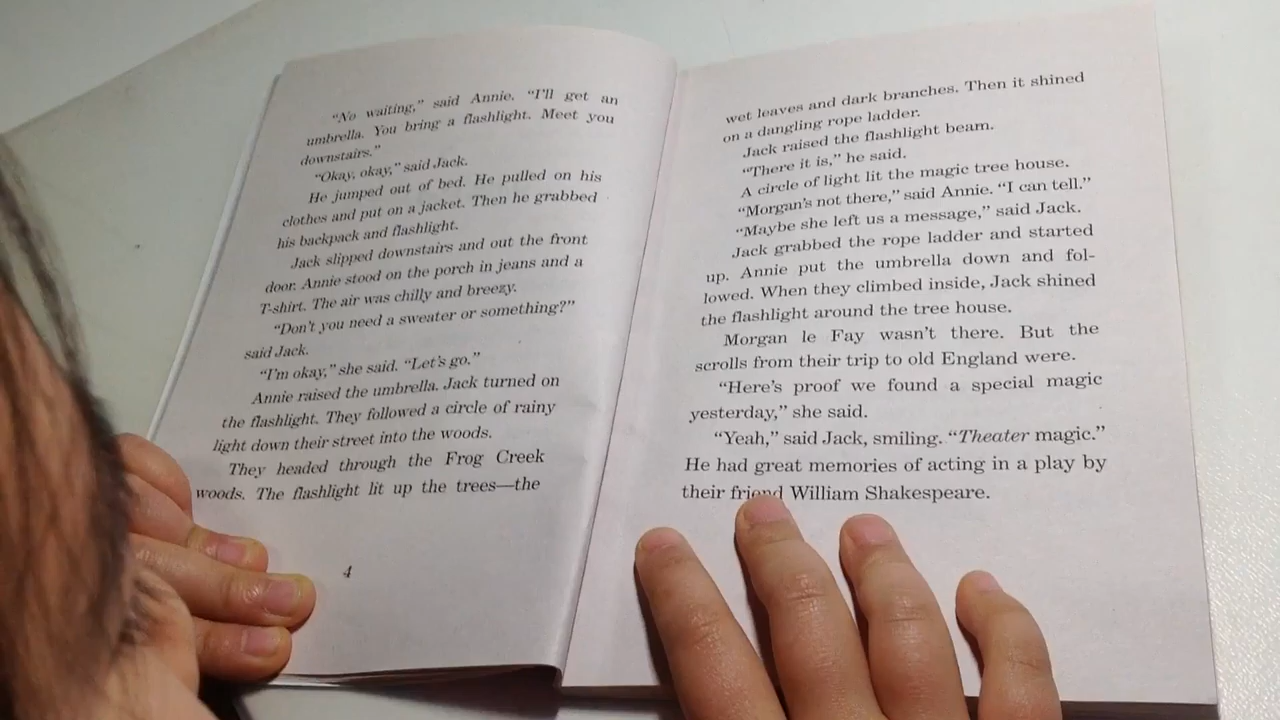 "No waiting," said Annie. "I'll get an
umbrella. You bring a flashlight. Meet you
downstairs."
"Okay, okay," said Jack.
He jumped out of bed. He pulled on his
clothes and put on a jacket. Then he grabbed
his backpack and flashlight.
Jack slipped downstairs and out the front
door. Annie stood on the porch in jeans and a
T-shirt. The air was chilly and breezy.
"Don't you need a sweater or something?"
said Jack.
"I'm okay," she said. "Let's go."
Annie raised the umbrella. Jack turned on
the flashlight. They followed a circle of rainy
light down their street into the woods.
They headed through the Frog Creek
woods. The flashlight lit up the trees—the
4
wet leaves and dark branches. Then it shined
on a dangling rope ladder.
Jack raised the flashlight beam.
"There it is," he said.
A circle of light lit the magic tree house.
"Morgan's not there," said Annie. "I can tell."
"Maybe she left us a message," said Jack.
Jack grabbed the rope ladder and started
up. Annie put the umbrella down and fol-
lowed. When they climbed inside, Jack shined
the flashlight around the tree house.
Morgan le Fay wasn't there. But the
scrolls from their trip to old England were.
"Here's proof we found a special magic
yesterday," she said.
"Yeah," said Jack, smiling. "Theater magic."
He had great memories of acting in a play by
their friend William Shakespeare.